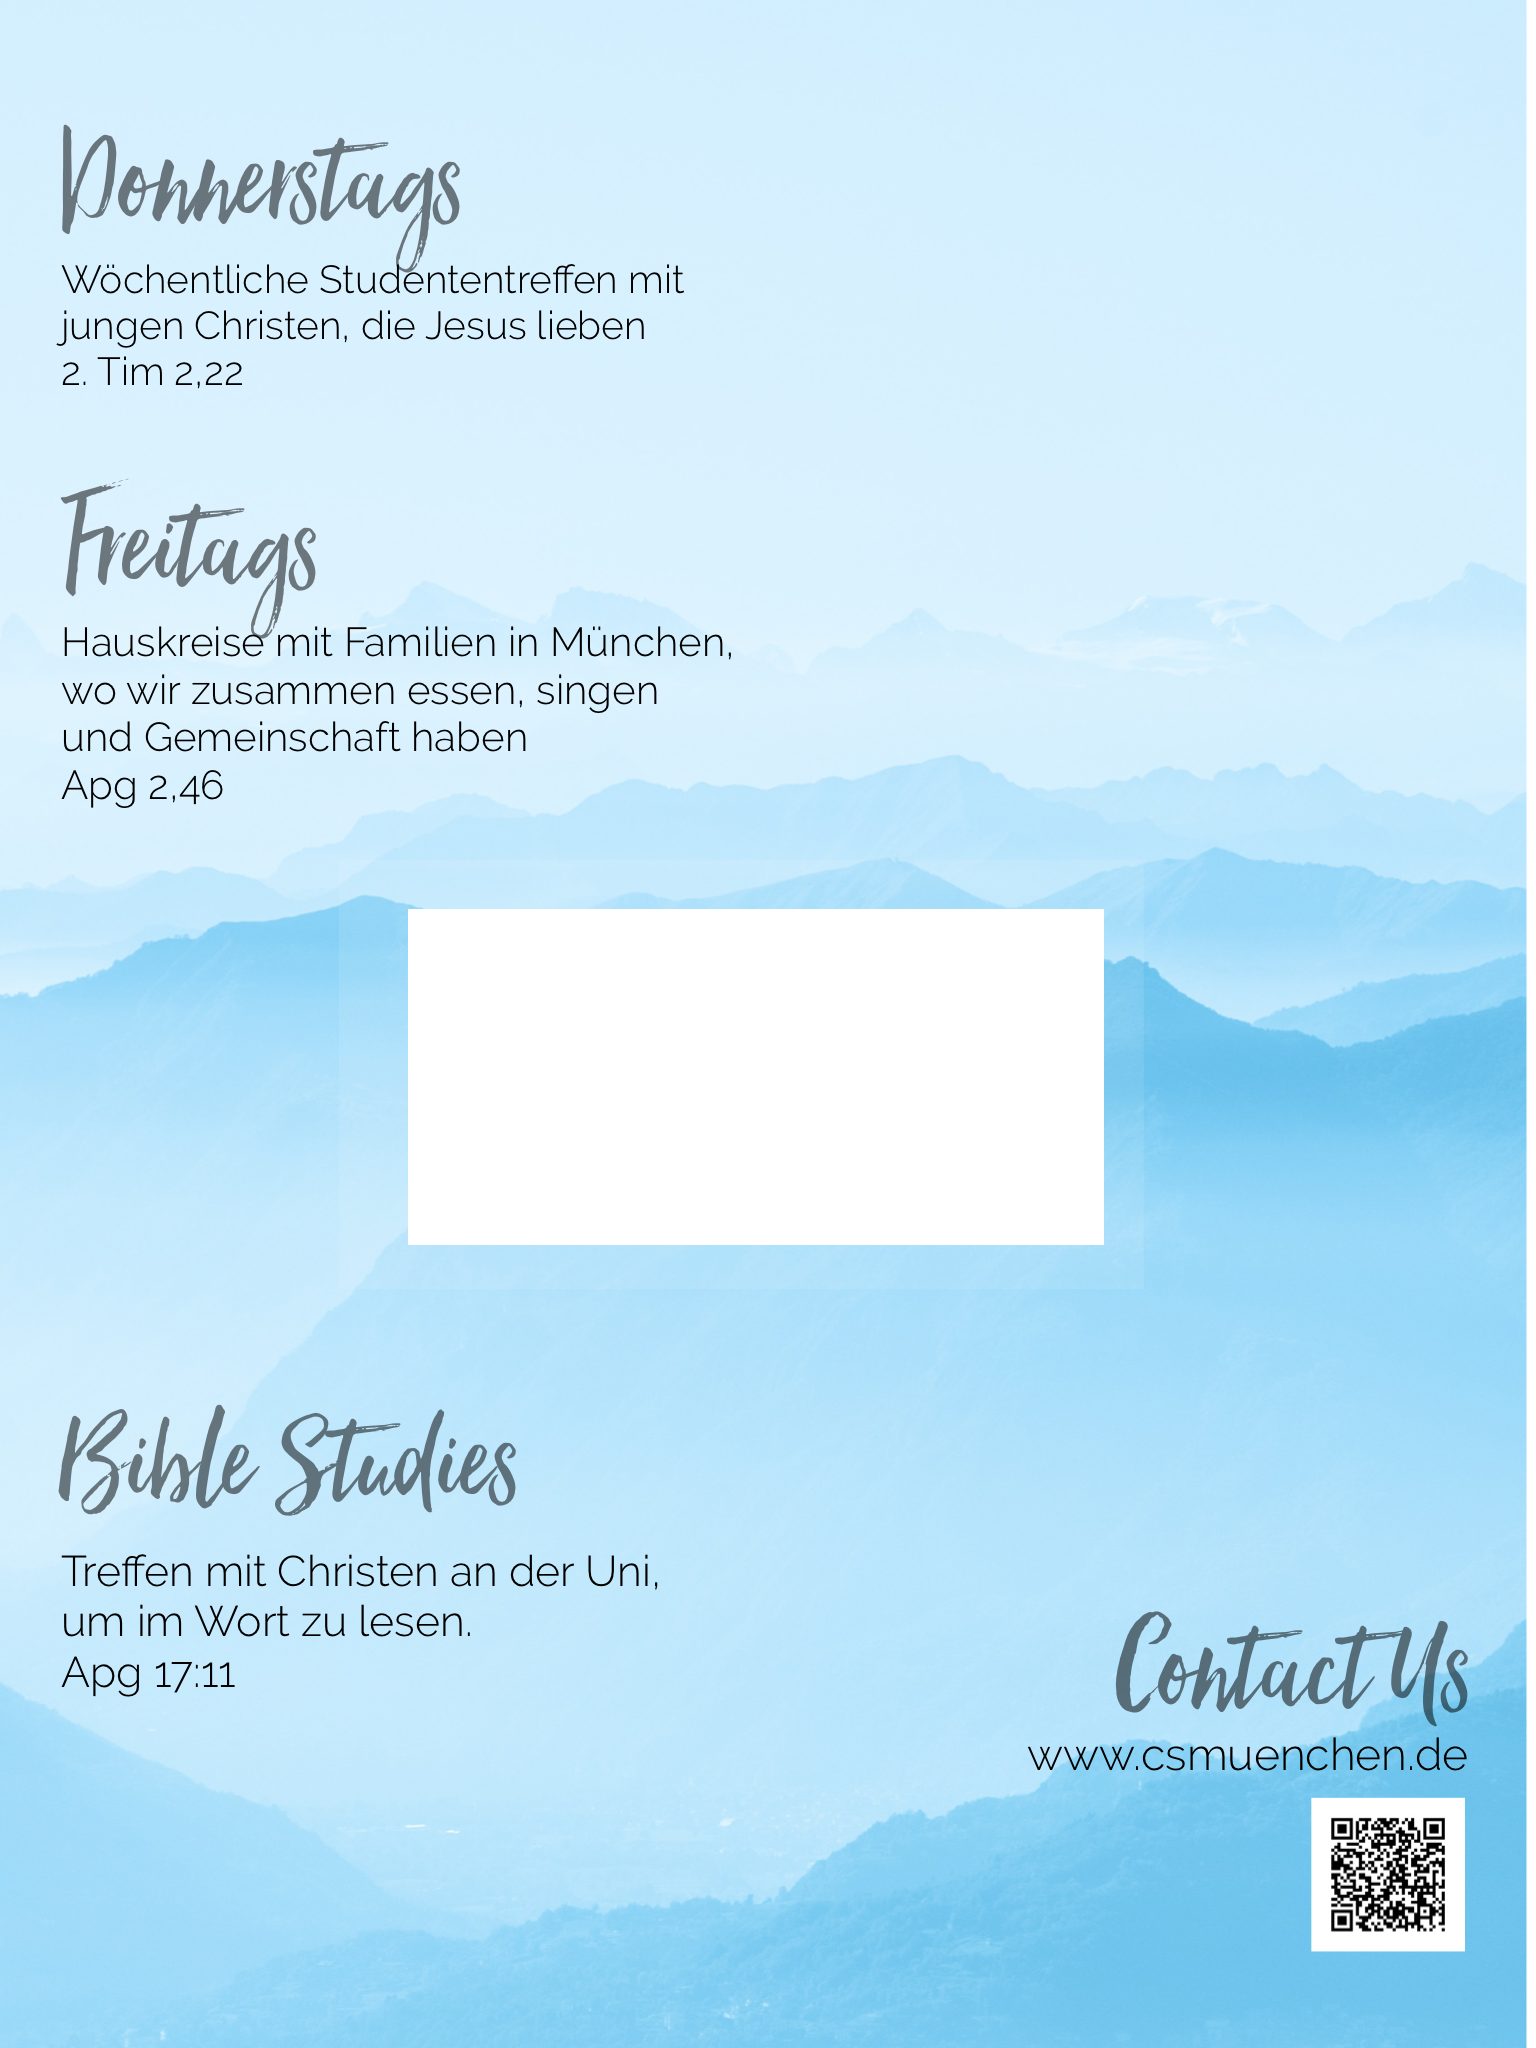 Donnerstags
Wöchentliche Studententreffen mit
jungen Christen, die Jesus lieben
2. Tim 2,22
Freitags
Hauskreise mit Familien in München,
wo wir zusammen essen, singen
und Gemeinschaft haben
Apg 2,46
Bible Studies
Treffen mit Christen an der Uni,
um im Wort zu lesen.
Apg 17:11
Contact Us
www.csmuenchen.de